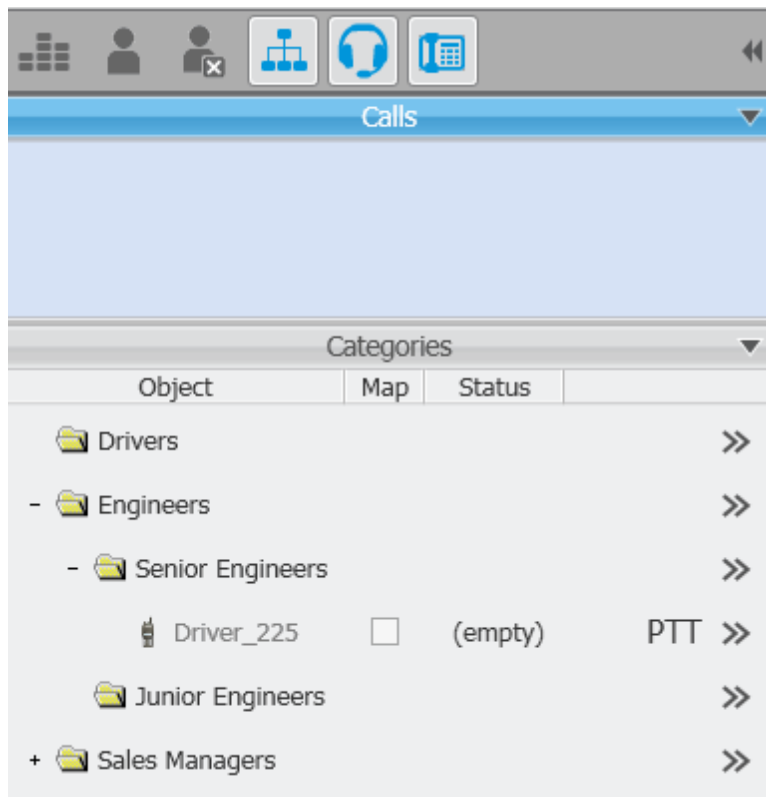 Calls
Categories
Object Map Status
Drivers
- Engineers
- Senior Engineers
Driver_225 (empty) PTT
Junior Engineers
+ Sales Managers